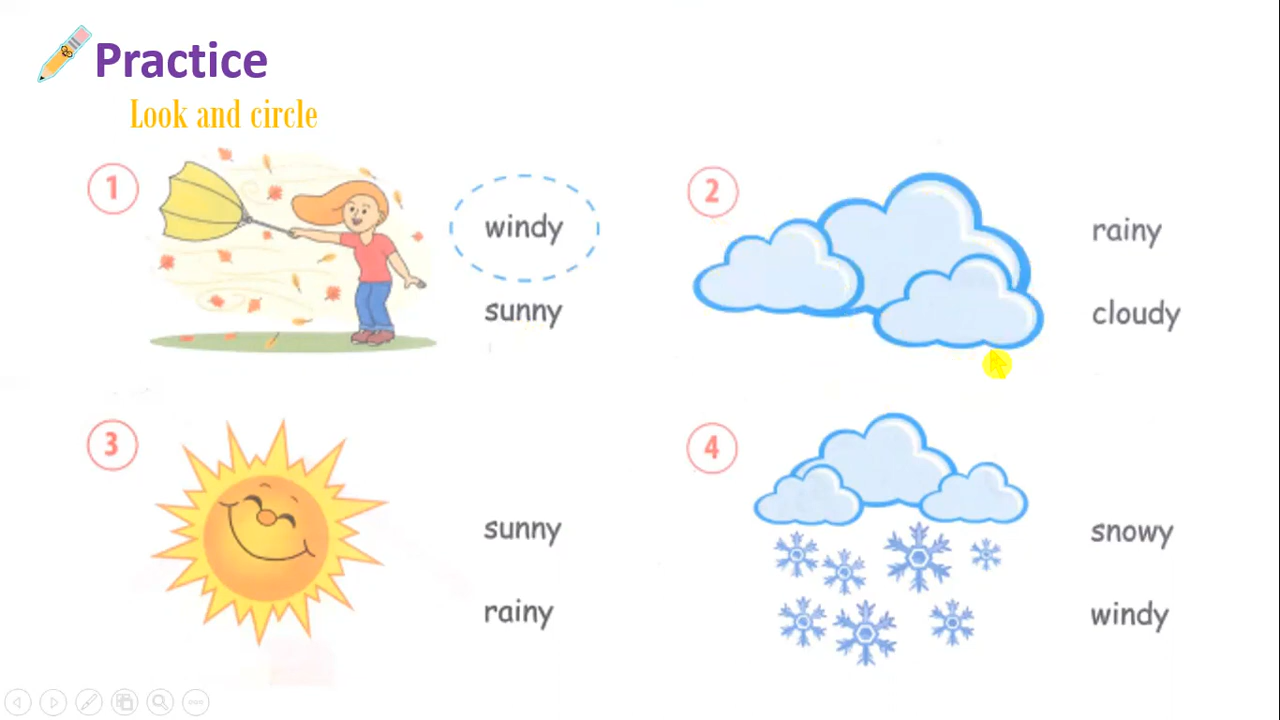 Practice
Look and circle
1
windy
sunny
2
rainy
cloudy
3
sunny
rainy
4
snowy
windy